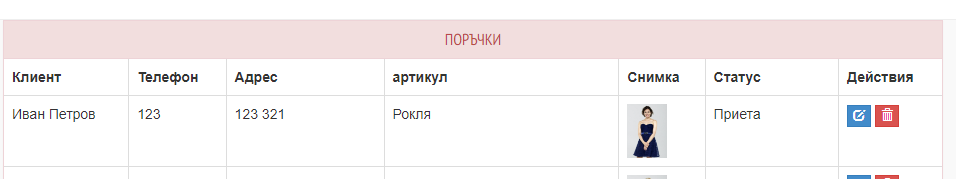 ПОРЪЧКИ
Клиент Телефон Адрес артикул Снимка Статус Действия
Иван Петров 123 123 321 Рокля Приета